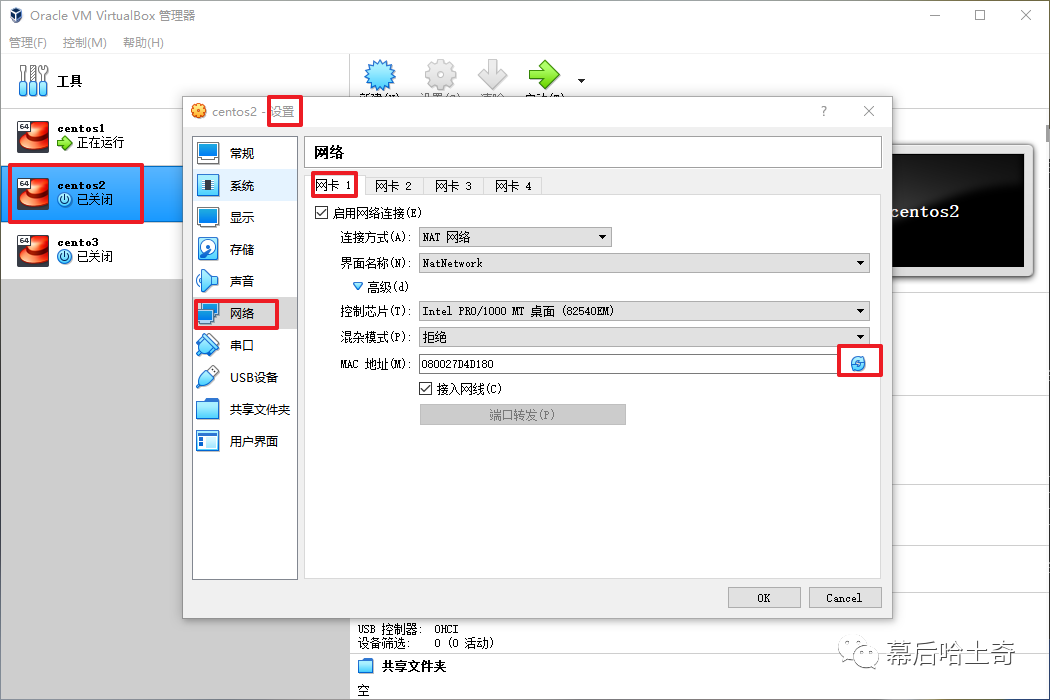 Oracle VM VirtualBox 管理器
管理(F) 控制(M) 帮助(H)
工具
64
centos1
正在运行
64
centos2
已关闭
64
cento3
已关闭
centos2 - 设置
?
常规
系统
显示
存储
声音
网络
串口
USB设备
共享文件夹
用户界面
网络
网卡 1 网卡 2 网卡 3 网卡 4
启用网络连接(E)
连接方式(A): NAT 网络
界面名称(N): NatNetwork
高级(d)
控制芯片(T): Intel PRO/1000 MT 桌面 (82540EM)
混杂模式(P): 拒绝
MAC 地址(M): 080027D4D180
接入网线(C)
端口转发(P)
OK Cancel
centos2
USB 控制器: OHCI
设备筛选: 0 (0 活动)
共享文件夹
空
幕后哈士奇